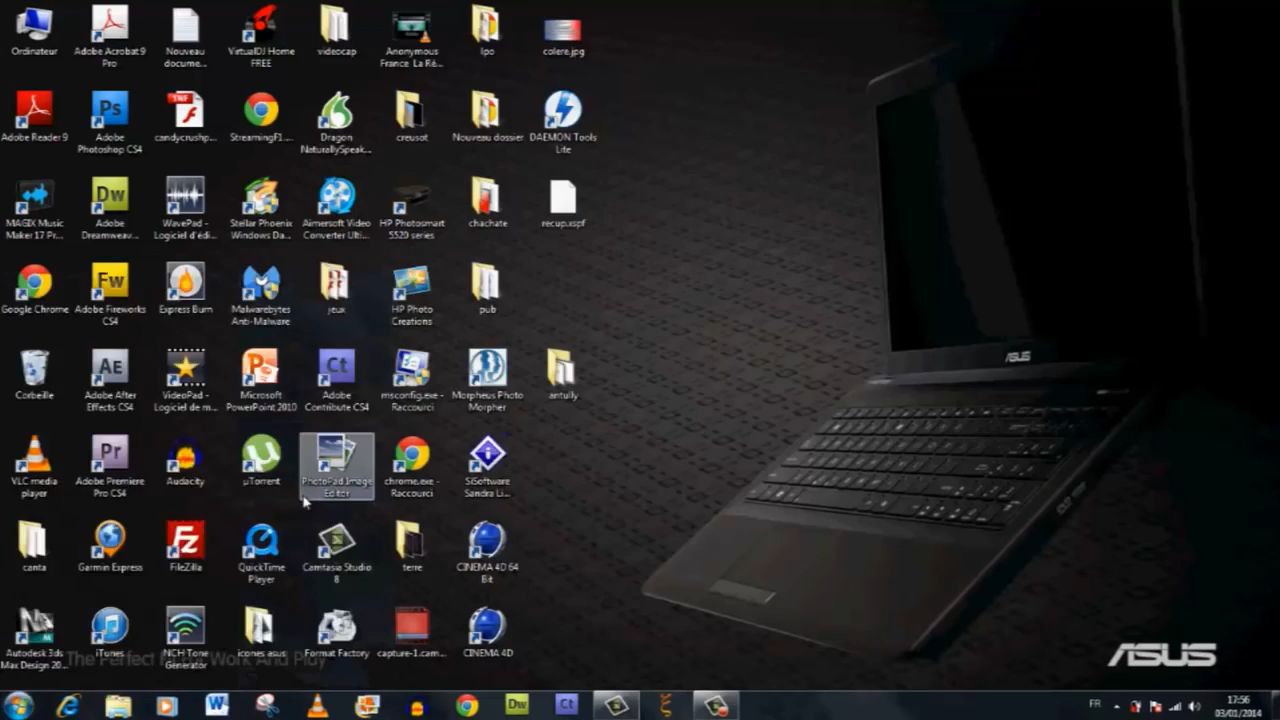 Ordinateur
Adobe Acrobat 9
Pro
Nouveau
docume...
VirtualDJ Home
FREE
videocap
Anonymous
France La Ré...
lpo
colere.jpg
Adobe Reader 9
Adobe
Photoshop CS4
candycrushp...
StreamingF1...
Dragon
NaturallySpeak...
creusot
Nouveau dossier
DAEMON Tools
Lite
MAGIX Music
Maker 17 Pr...
Adobe
Dreamweav...
WavePad -
Logiciel d'édi...
Stellar Phoenix
Windows Da...
Aimersoft Video
Converter Ulti...
HP Photosmart
5520 series
chachate
recup.xspf
Google Chrome
Adobe Fireworks
CS4
Express Burn
Malwarebytes
Anti-Malware
jeux
HP Photo
Creations
pub
Corbeille
Adobe After
Effects CS4
VideoPad -
Logiciel de m...
Microsoft
PowerPoint 2010
Adobe
Contribute CS4
msconfig.exe -
Raccourci
Morpheus Photo
Morpher
antully
VLC media
player
Adobe Premiere
Pro CS4
Audacity
µTorrent
PhotoPad Image
Editor
chrome.exe -
Raccourci
SiSoftware
Sandra Li...
canta
Garmin Express
FileZilla
QuickTime
Player
Camtasia Studio
8
terre
CINEMA 4D 64
Bit
Autodesk 3ds
Max Design 20...
iTunes
NCH Tone
Generator
icones asus
Format Factory
capture-1.cam...
CINEMA 4D
The Perfect Work And Play
ASUS
ASUS
FR
17:56
03/01/2014